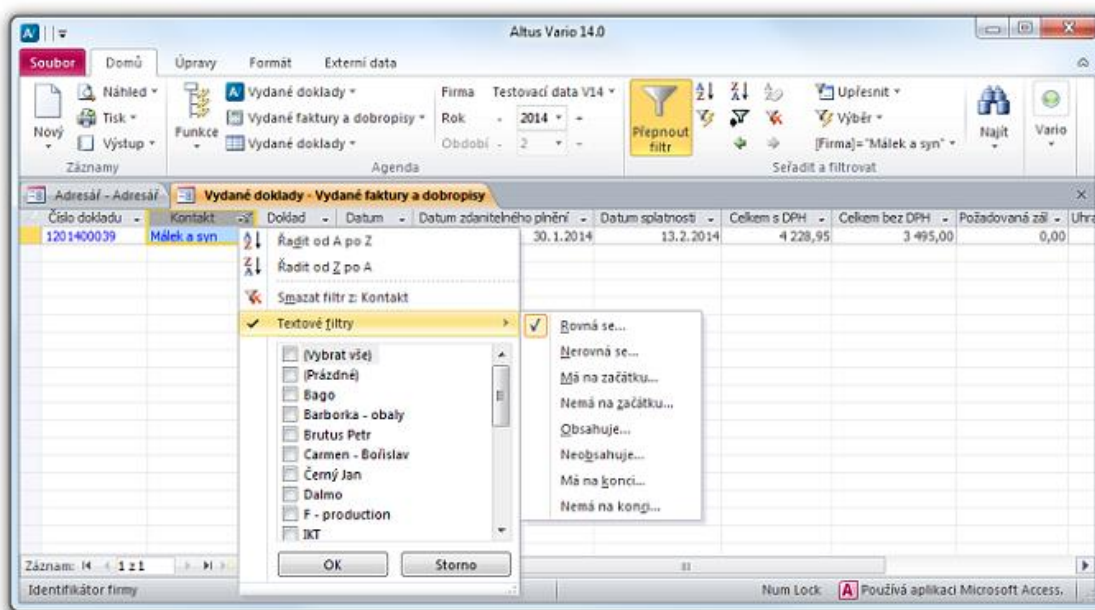 Altus Vario 14.0
Soubor Domů Úpravy Formát Externí data
Nový
Náhled
Tisk
Výstup
Záznamy
Funkce
Vydané doklady
Vydané faktury a dobropisy
Vydané doklady
Firma Testovací data V14
Rok 2014
Období 2
Agenda
Přepnout filtr
Upřesnit
Výběr
[Firma]="Málek a syn"
Seřadit a filtrovat
Najít
Vario
Adresář - Adresář Vydané doklady - Vydané faktury a dobropisy
Číslo dokladu Kontakt Doklad Datum Datum zdanitelného plnění Datum splatnosti Celkem s DPH Celkem bez DPH Požadovaná zál Uhra
1201400039 Málek a syn 30.1.2014 13.2.2014 4 228,95 3 495,00 0,00
Řadit od A po Z
Řadit od Z po A
Smazat filtr z: Kontakt
Textové filtry
(Vybrat vše)
(Prázdné)
Bago
Barborka - obaly
Brutus Petr
Carmen - Bořislav
Černý Jan
Dalmo
F - production
IKT
OK Storno
Rovná se...
Nerovná se...
Má na začátku...
Nemá na začátku...
Obsahuje...
Neobsahuje...
Má na konci...
Nemá na konci...
Záznam: 1 z 1
Identifikátor firmy Num Lock Používá aplikaci Microsoft Access.